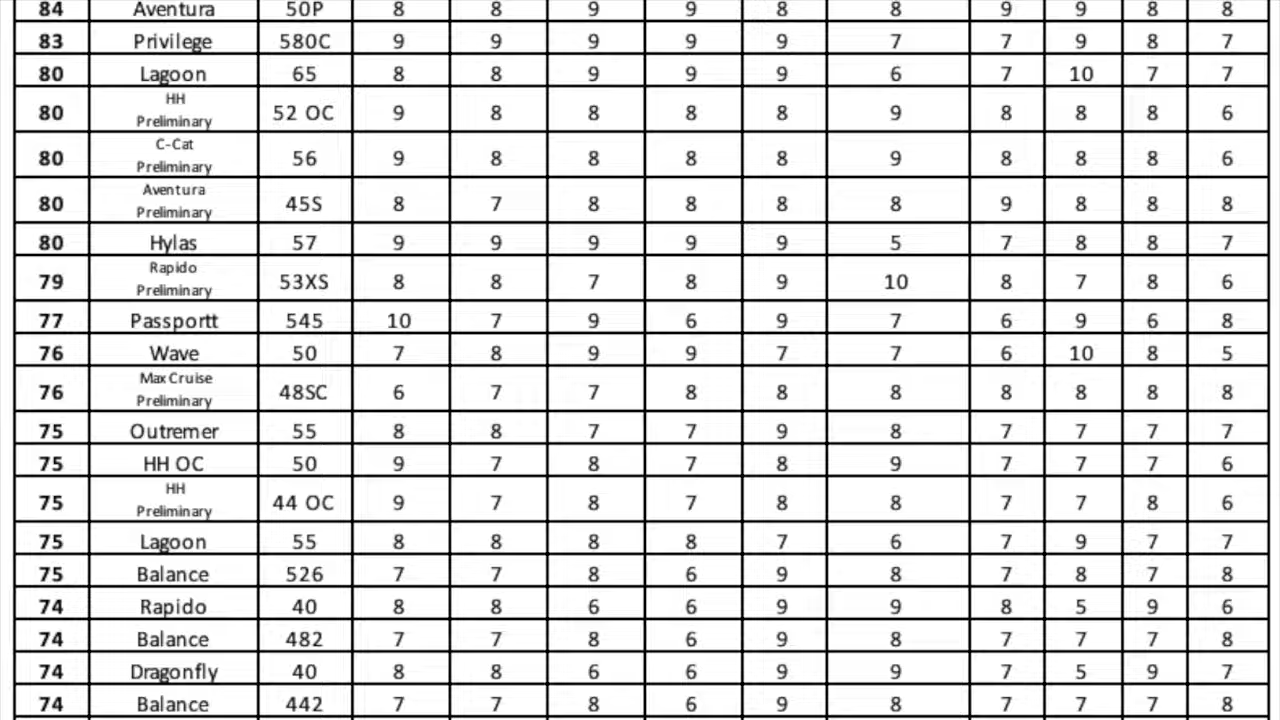 84 Aventura 50P 8 8 9 9 8 8 9 9 8 8
83 Privilege 580C 9 9 9 9 9 7 7 9 8 7
80 Lagoon 65 8 8 9 9 9 6 7 10 7 7
HH
80 Preliminary 52 OC 9 8 8 8 8 9 8 8 8 6
C-Cat
80 Preliminary 56 9 8 8 8 8 9 8 8 8 6
Aventura
80 Preliminary 45S 8 7 8 8 8 8 9 8 8 8
80 Hylas 57 9 9 9 9 9 5 7 8 8 7
Rapido
79 Preliminary 53XS 8 8 7 8 9 10 8 7 8 6
77 Passportt 545 10 7 9 6 9 7 6 9 6 8
76 Wave 50 7 8 9 9 7 7 6 10 8 5
Max Cruise
76 Preliminary 48SC 6 7 7 8 8 8 8 8 8 8
75 Outremer 55 8 8 7 7 9 8 7 7 7 7
75 HH OC 50 9 7 8 7 8 9 7 7 7 6
HH
75 Preliminary 44 OC 9 7 8 7 8 8 7 7 8 6
75 Lagoon 55 8 8 8 8 7 6 7 9 7 7
75 Balance 526 7 7 8 6 9 8 7 8 7 8
74 Rapido 40 8 8 6 6 9 9 8 5 9 6
74 Balance 482 7 7 8 6 9 8 7 7 7 8
74 Dragonfly 40 8 8 6 6 9 9 7 5 9 7
74 Balance 442 7 7 8 6 9 8 7 7 7 8